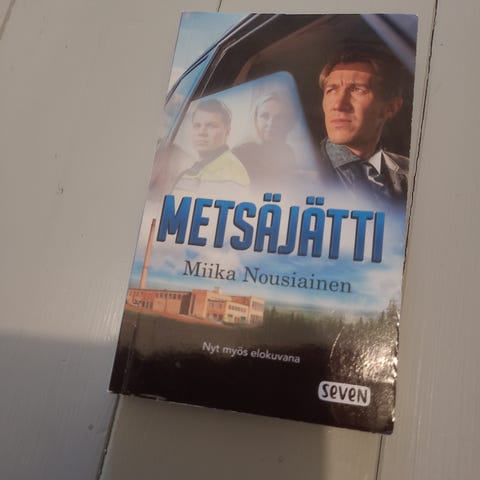 METSÄJÄTTI
Miika Nousiainen
Nyt myös elokuvana
seven